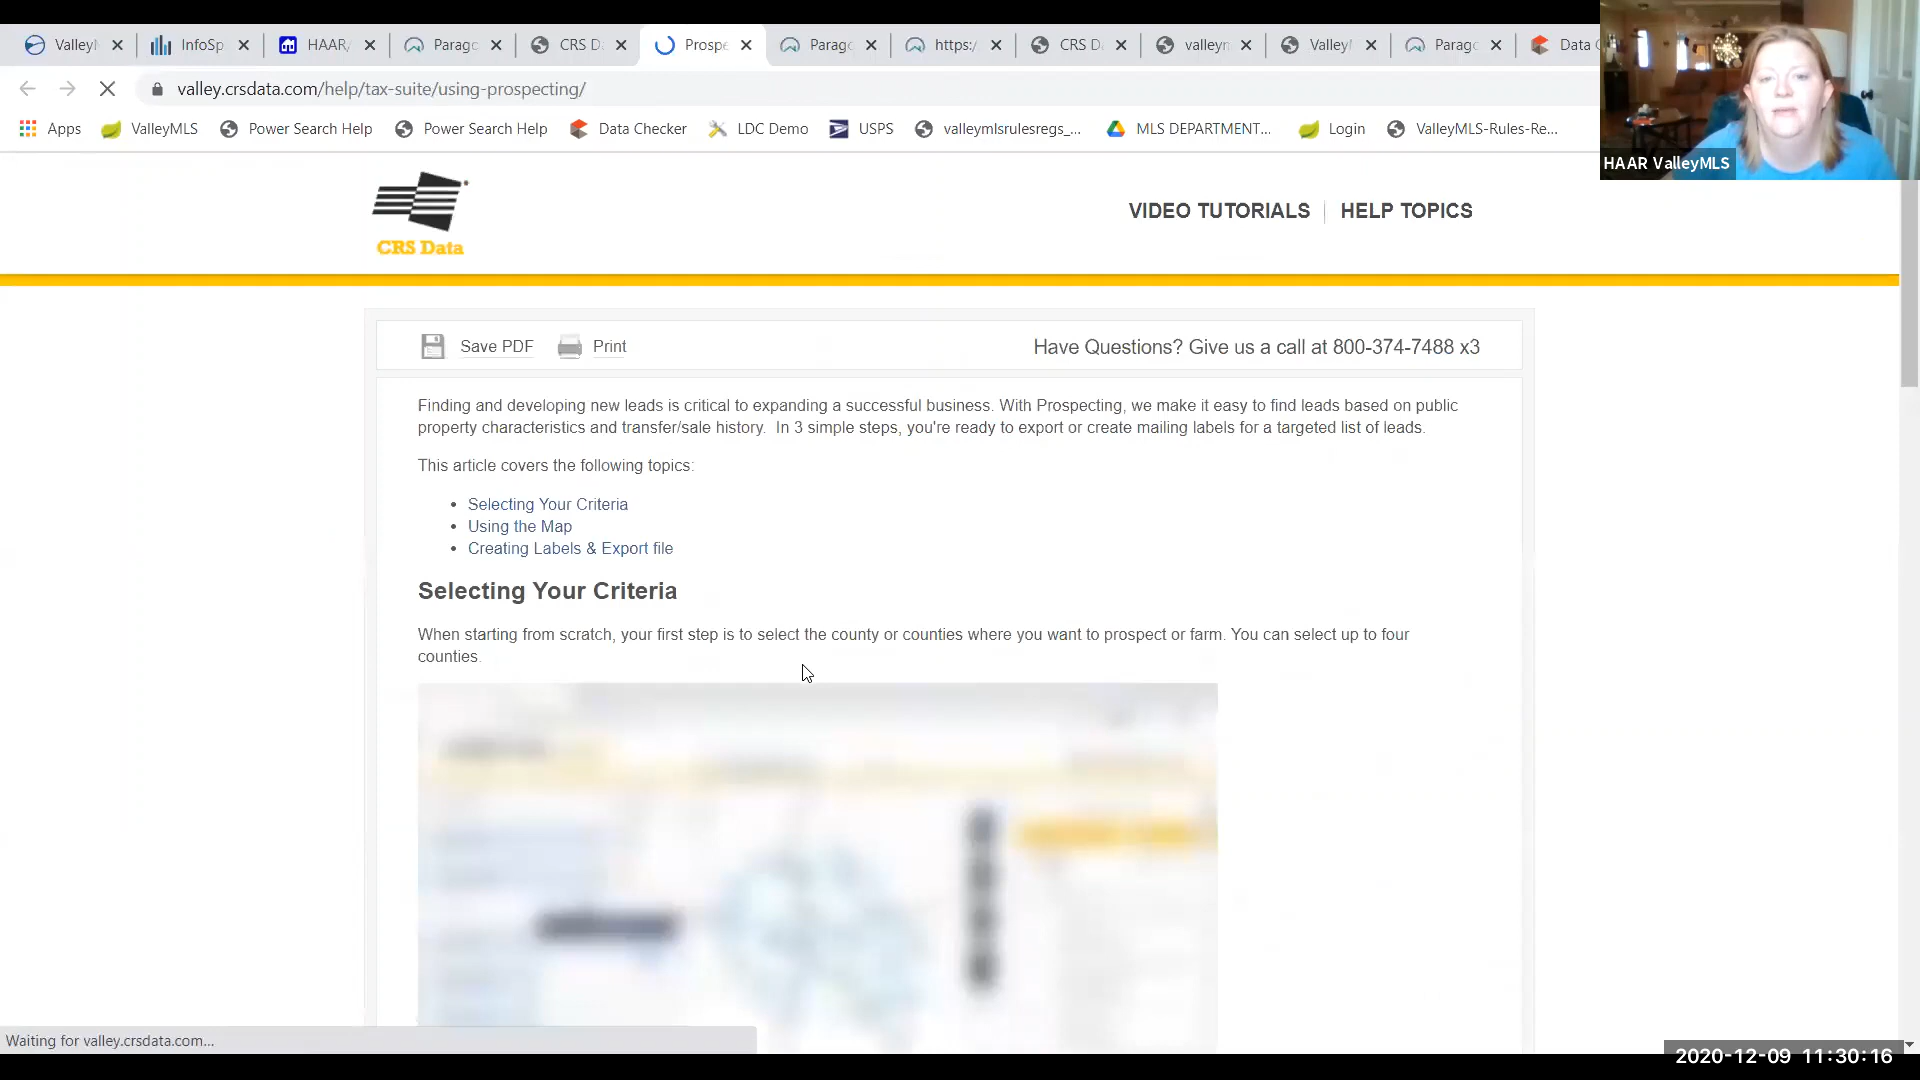 Valley
InfoSp
HAAR/
Parago
CRS D
Prospe
Parago
https:/
CRS D
valleyr
Valley
Parago
Data C
valley.crsdata.com/help/tax-suite/using-prospecting/
Apps
ValleyMLS
Power Search Help
Power Search Help
Data Checker
LDC Demo
USPS
valleymlsrulesregs_...
MLS DEPARTMENT...
Login
ValleyMLS-Rules-Re...
HAAR ValleyMLS
CRS Data
VIDEO TUTORIALS
HELP TOPICS
Save PDF
Print
Have Questions? Give us a call at 800-374-7488 x3
Finding and developing new leads is critical to expanding a successful business. With Prospecting, we make it easy to find leads based on public
property characteristics and transfer/sale history. In 3 simple steps, you're ready to export or create mailing labels for a targeted list of leads.
This article covers the following topics:
• Selecting Your Criteria
• Using the Map
• Creating Labels & Export file
Selecting Your Criteria
When starting from scratch, your first step is to select the county or counties where you want to prospect or farm. You can select up to four
counties.
Waiting for valley.crsdata.com...
2020-12-09 11:30:16